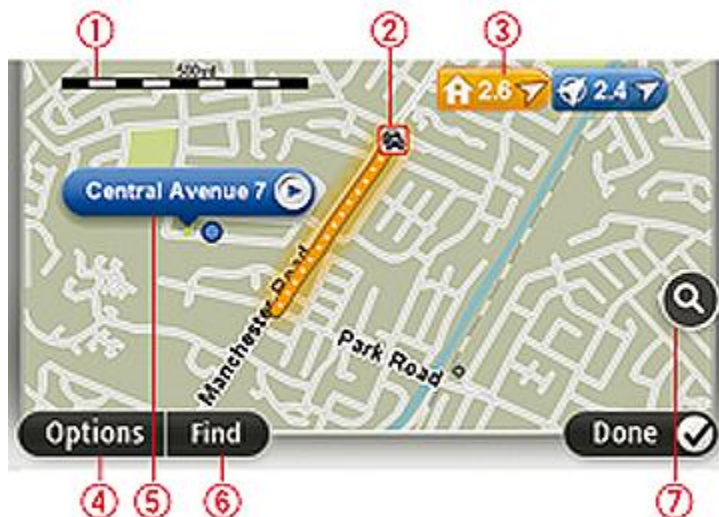 ① ② ③
500yd
2.6 2.4
Central Avenue 7
Manchester Road
Park Road
Options Find Done
④ ⑤ ⑥ ⑦